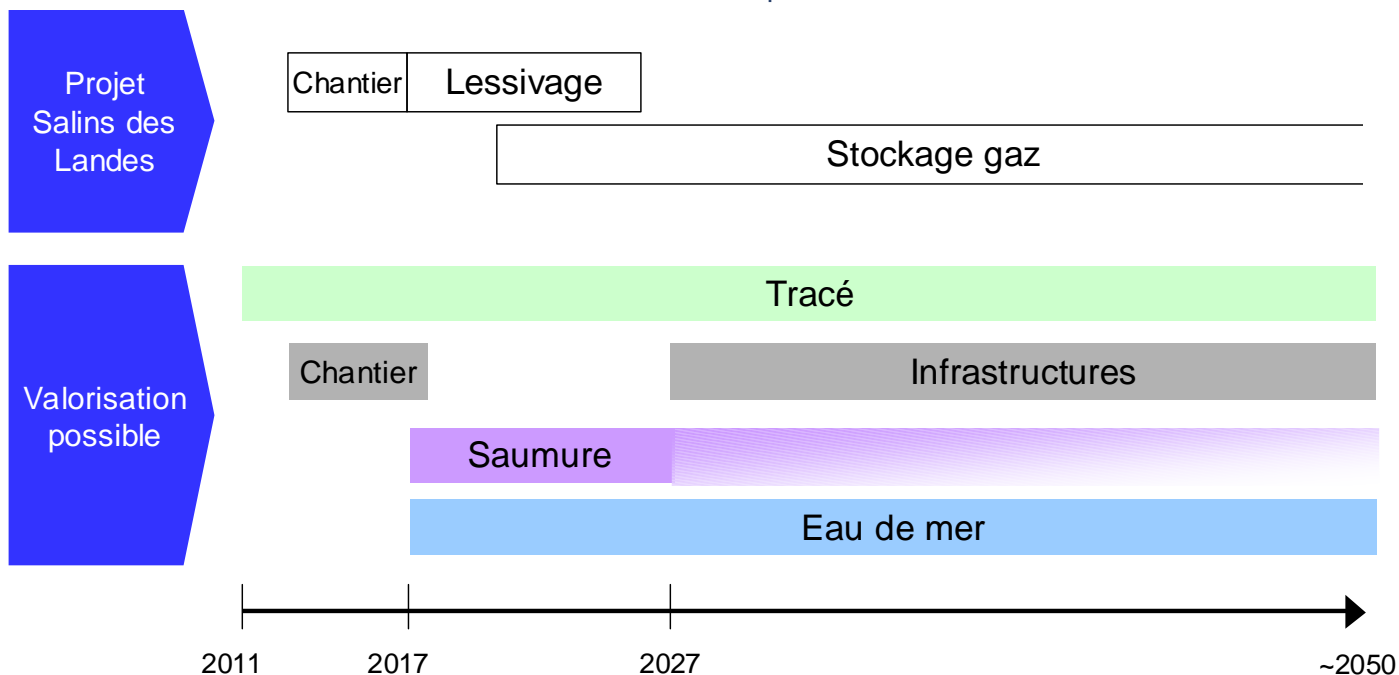 Projet
Salins des
Landes
Chantier
Lessivage
Stockage gaz
Valorisation
possible
Tracé
Chantier
Infrastructures
Saumure
Eau de mer
2011
2017
2027
~2050